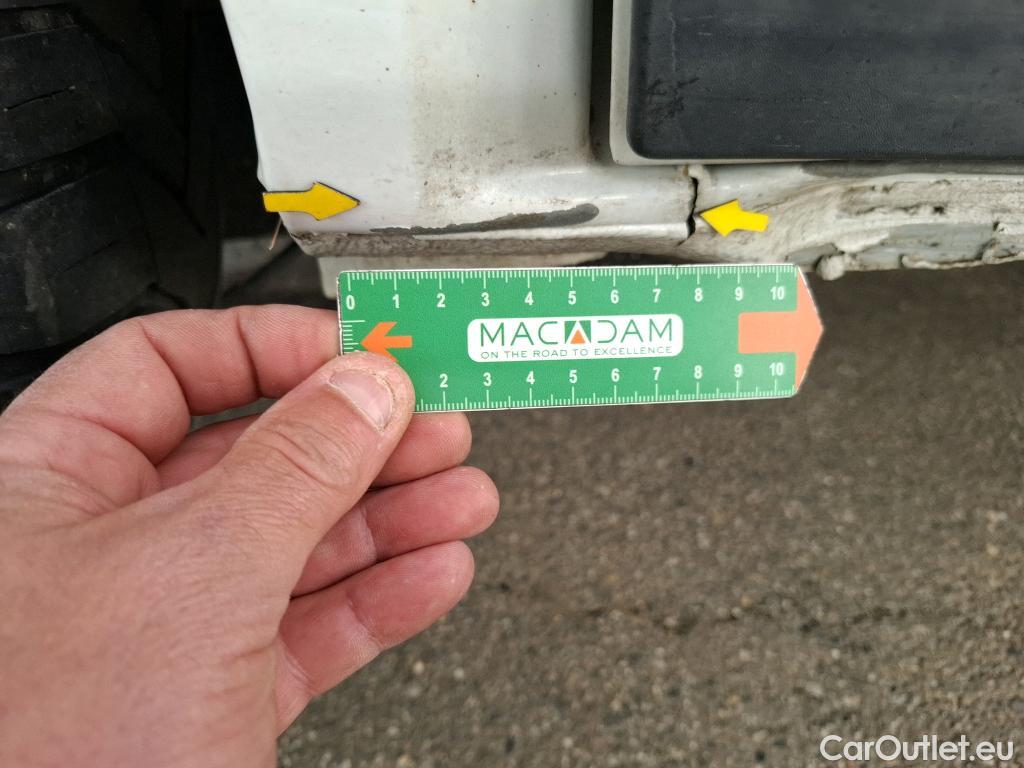 0 1 2 3 4 5 6 7 8 9 10
MACADAM
ON THE ROAD TO EXCELLENCE
2 3 4 5 6 7 8 9 10
CarOutlet.eu